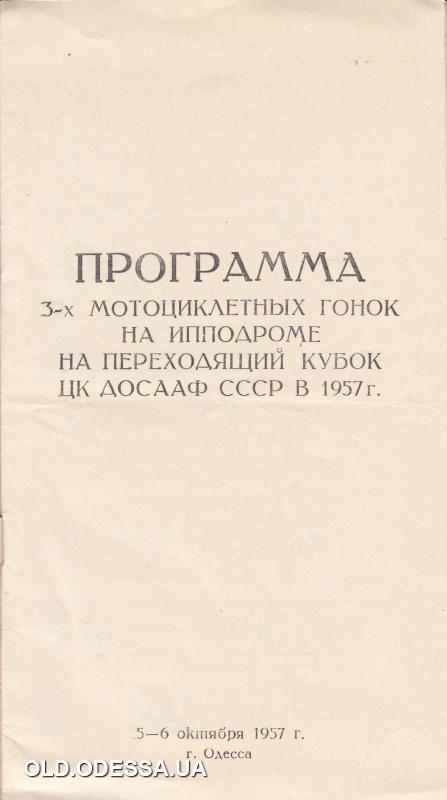 ПРОГРАММА
3-х МОТОЦИКЛЕТНЫХ ГОНОК
НА ИППОДРОМЕ
НА ПЕРЕХОДЯЩИЙ КУБОК
ЦК ДОСААФ СССР В 1957 г.
5—6 октября 1957 г.
г. Одесса
OLD.ODESSA.UA